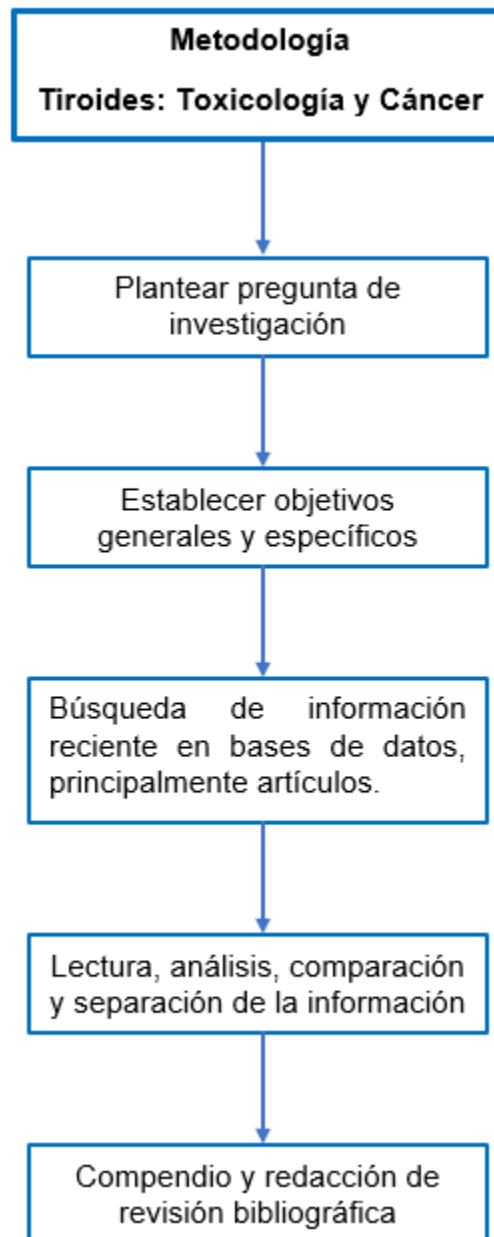 Metodología
Tiroides: Toxicología y Cáncer
Plantear pregunta de
investigación
Establecer objetivos
generales y específicos
Búsqueda de información
reciente en bases de datos,
principalmente artículos.
Lectura, análisis, comparación
y separación de la información
Compendio y redacción de
revisión bibliográfica